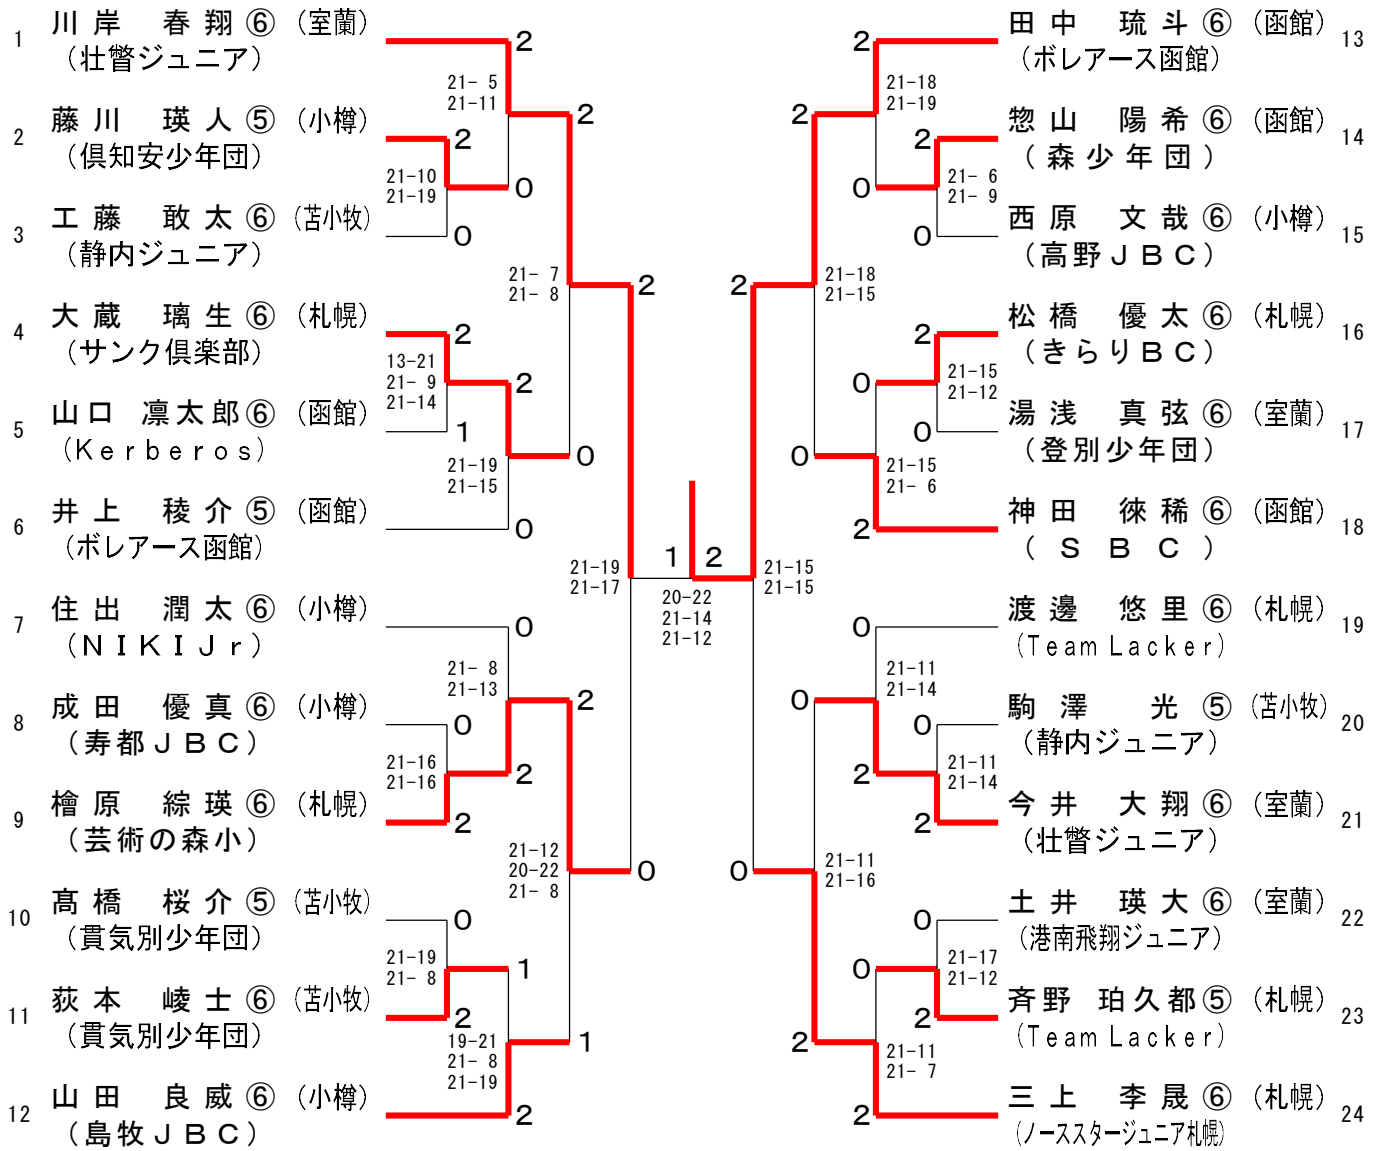 1 川岸 春翔⑥ (室蘭)
(壮瞥ジュニア)
2 藤川 瑛人⑤ (小樽)
(倶知安少年団)
3 工藤 敢太⑥ (苫小牧)
(静内ジュニア)
4 大蔵 璃生⑥ (札幌)
(サンク倶楽部)
5 山口 凛太郎⑥ (函館)
(Kerberos)
6 井上 稜介⑤ (函館)
(ボレアース函館)
7 住出 潤太⑥ (小樽)
(NIKIJr)
8 成田 優真⑥ (小樽)
(寿都JBC)
9 檜原 綜瑛⑥ (札幌)
(芸術の森小)
10 髙橋 桜介⑤ (苫小牧)
(貫気別少年団)
11 荻本 崚士⑥ (苫小牧)
(貫気別少年団)
12 山田 良威⑥ (小樽)
(島牧JBC)
2
21- 5
21-11
2
2
21-10
21-19
0
0
21- 7
21- 8
2
2
13-21
21- 9
21-14
2
1
21-19
21-15
0
0
21-19
21-17
0
21- 8
21-13
2
0
21-16
21-16
2
2
21-12
20-22
21- 8
0
0
21-19
21- 8
1
2
19-21
21- 8
21-19
1
2
1 2
20-22
21-14
21-12
2
21-18
21-19
2
2
21- 6
21- 9
0
0
2
21-18
21-15
2
21-15
21-12
0
0
0
21-15
21- 6
2
21-15
21-15
0
21-11
21-14
0
0
21-11
21-14
2
2
0
21-11
21-16
0
21-17
21-12
0
2
21-11
21- 7
2
2
田中 琉斗⑥ (函館) 13
(ボレアース函館)
惣山 陽希⑥ (函館) 14
(森少年団)
西原 文哉⑥ (小樽) 15
(高野JBC)
松橋 優太⑥ (札幌) 16
(きらりBC)
湯浅 真弦⑥ (室蘭) 17
(登別少年団)
神田 徠稀⑥ (函館) 18
(SBC)
渡邊 悠里⑥ (札幌) 19
(Team Lacker)
駒澤 光⑤ (苫小牧) 20
(静内ジュニア)
今井 大翔⑥ (室蘭) 21
(壮瞥ジュニア)
土井 瑛大⑥ (室蘭) 22
(港南飛翔ジュニア)
斉野 珀久都⑤ (札幌) 23
(Team Lacker)
三上 李晟⑥ (札幌) 24
(ノーススタージュニア札幌)